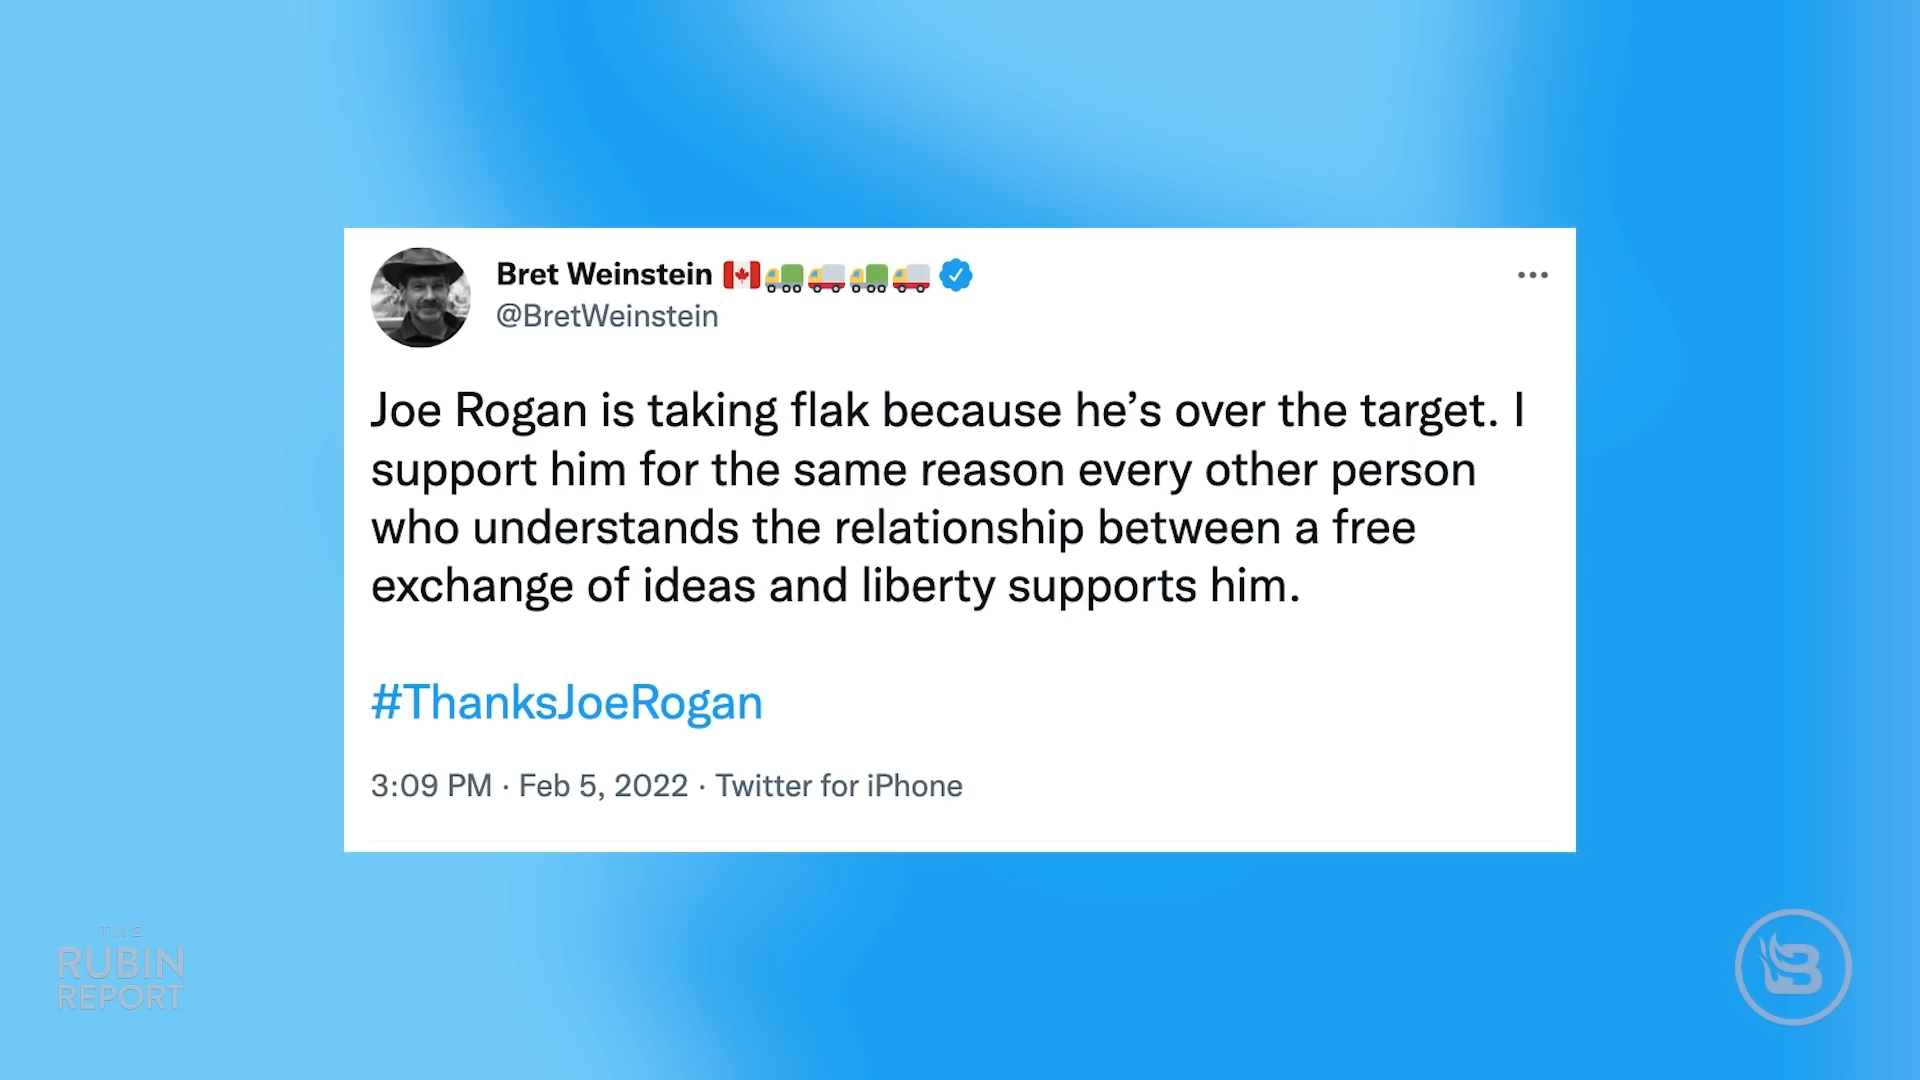 Bret Weinstein 🇨🇦🚛🚚🚛🚚
@BretWeinstein
Joe Rogan is taking flak because he’s over the target. I
support him for the same reason every other person
who understands the relationship between a free
exchange of ideas and liberty supports him.
#ThanksJoeRogan
3:09 PM · Feb 5, 2022 · Twitter for iPhone
THE
RUBIN
REPORT
B